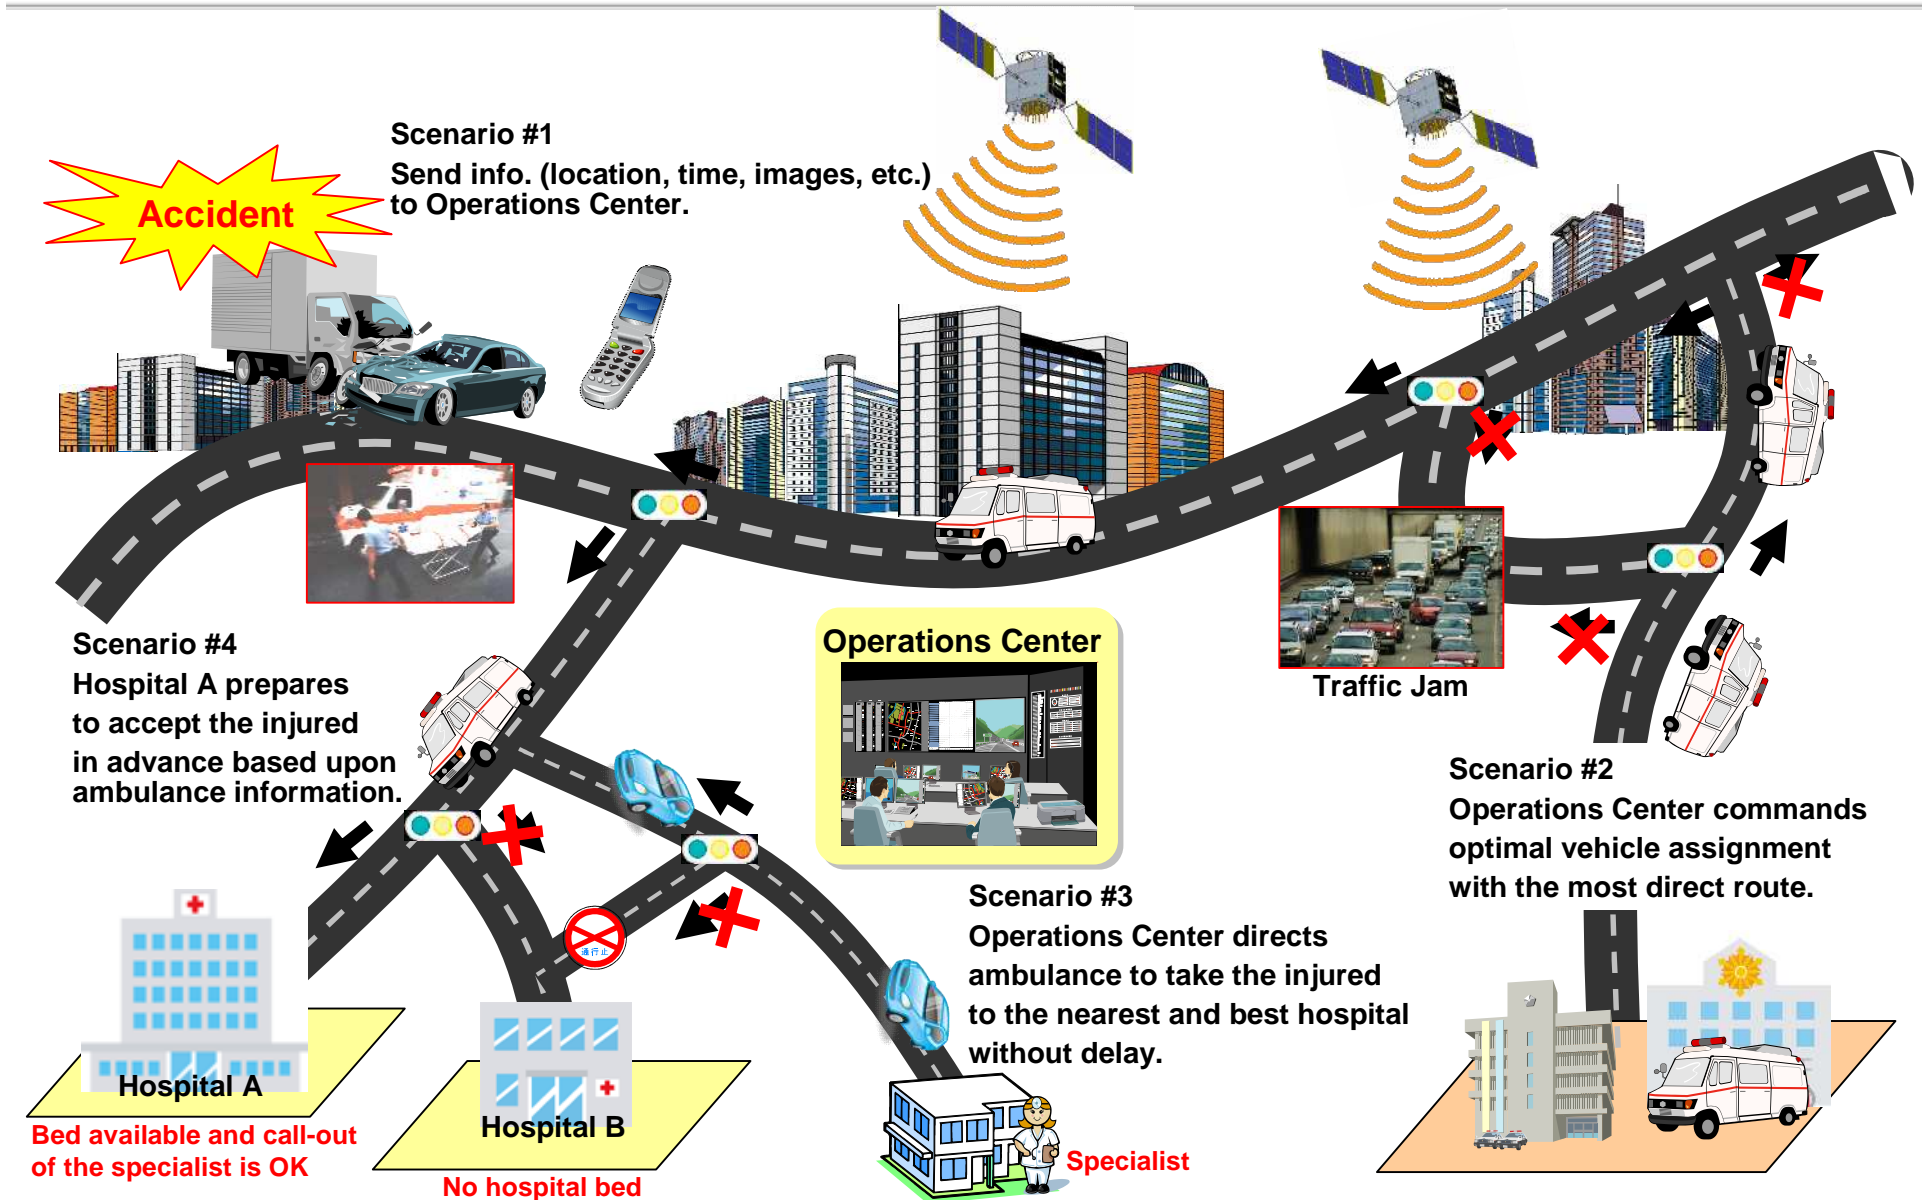 Scenario #1
Send info. (location, time, images, etc.)
to Operations Center.
Accident
Operations Center
Traffic Jam
Scenario #4
Hospital A prepares
to accept the injured
in advance based upon
ambulance information.
Scenario #2
Operations Center commands
optimal vehicle assignment
with the most direct route.
Scenario #3
Operations Center directs
ambulance to take the injured
to the nearest and best hospital
without delay.
通行止
Hospital A
Bed available and call-out
of the specialist is OK
Hospital B
No hospital bed
Specialist